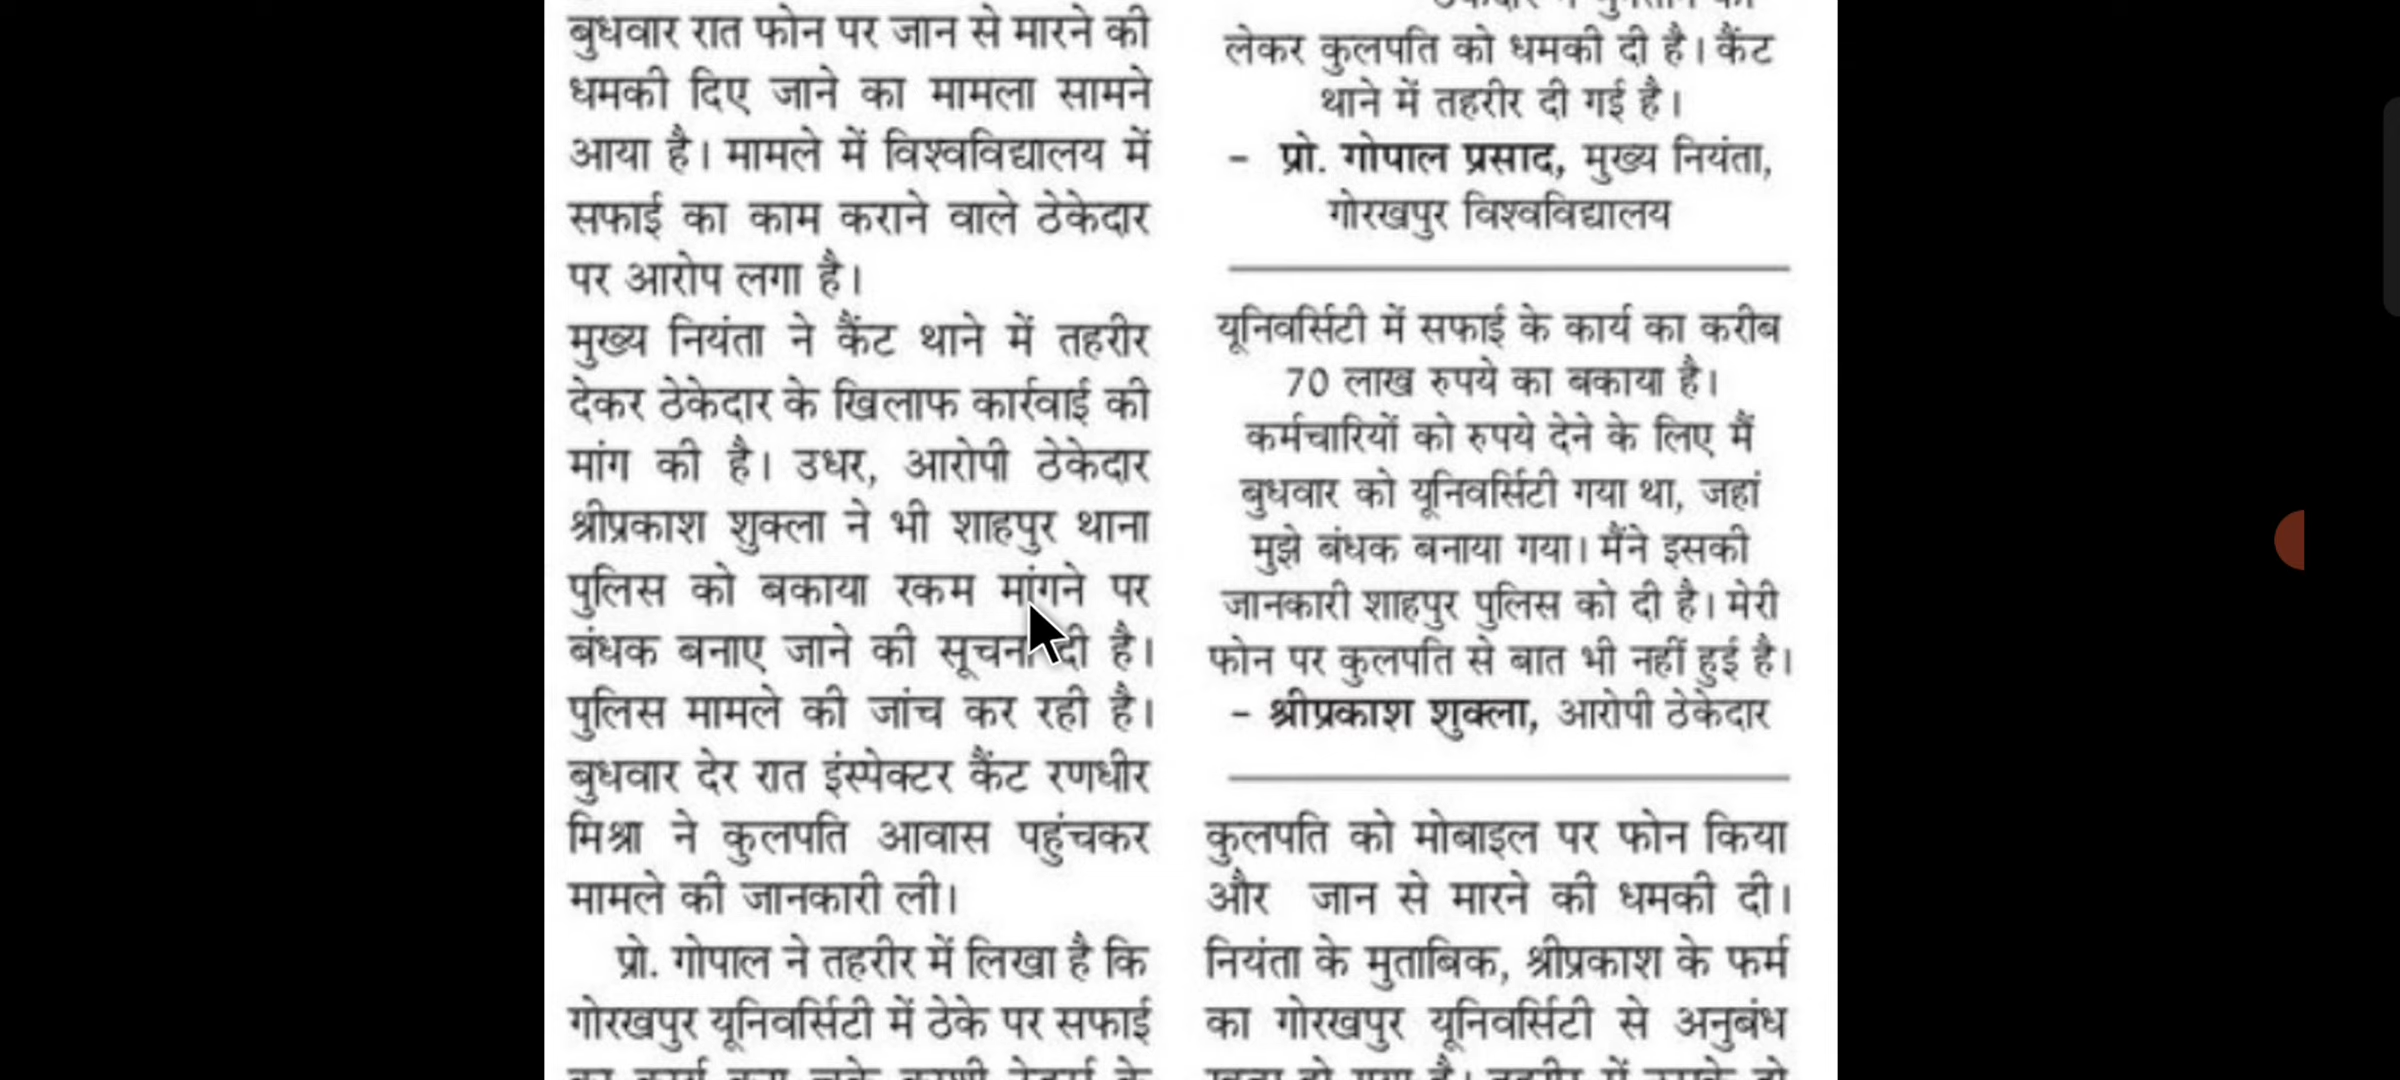 बुधवार रात फोन पर जान से मारने की
धमकी दिए जाने का मामला सामने
आया है। मामले में विश्वविद्यालय में
सफाई का काम कराने वाले ठेकेदार
पर आरोप लगा है।
मुख्य नियंता ने कैंट थाने में तहरीर
देकर ठेकेदार के खिलाफ कार्रवाई की
मांग की है। उधर, आरोपी ठेकेदार
श्रीप्रकाश शुक्ला ने भी शाहपुर थाना
पुलिस को बकाया रकम मांगने पर
बंधक बनाए जाने की सूचना दी है।
पुलिस मामले की जांच कर रही है।
बुधवार देर रात इंस्पेक्टर कैंट रणधीर
मिश्रा ने कुलपति आवास पहुंचकर
मामले की जानकारी ली।
प्रो. गोपाल ने तहरीर में लिखा है कि
गोरखपुर यूनिवर्सिटी में ठेके पर सफाई
लेकर कुलपति को धमकी दी है। कैंट
थाने में तहरीर दी गई है।
- प्रो. गोपाल प्रसाद, मुख्य नियंता,
गोरखपुर विश्वविद्यालय
यूनिवर्सिटी में सफाई के कार्य का करीब
70 लाख रुपये का बकाया है।
कर्मचारियों को रुपये देने के लिए मैं
बुधवार को यूनिवर्सिटी गया था, जहां
मुझे बंधक बनाया गया। मैंने इसकी
जानकारी शाहपुर पुलिस को दी है। मेरी
फोन पर कुलपति से बात भी नहीं हुई है।
- श्रीप्रकाश शुक्ला, आरोपी ठेकेदार
कुलपति को मोबाइल पर फोन किया
और जान से मारने की धमकी दी।
नियंता के मुताबिक, श्रीप्रकाश के फर्म
का गोरखपुर यूनिवर्सिटी से अनुबंध